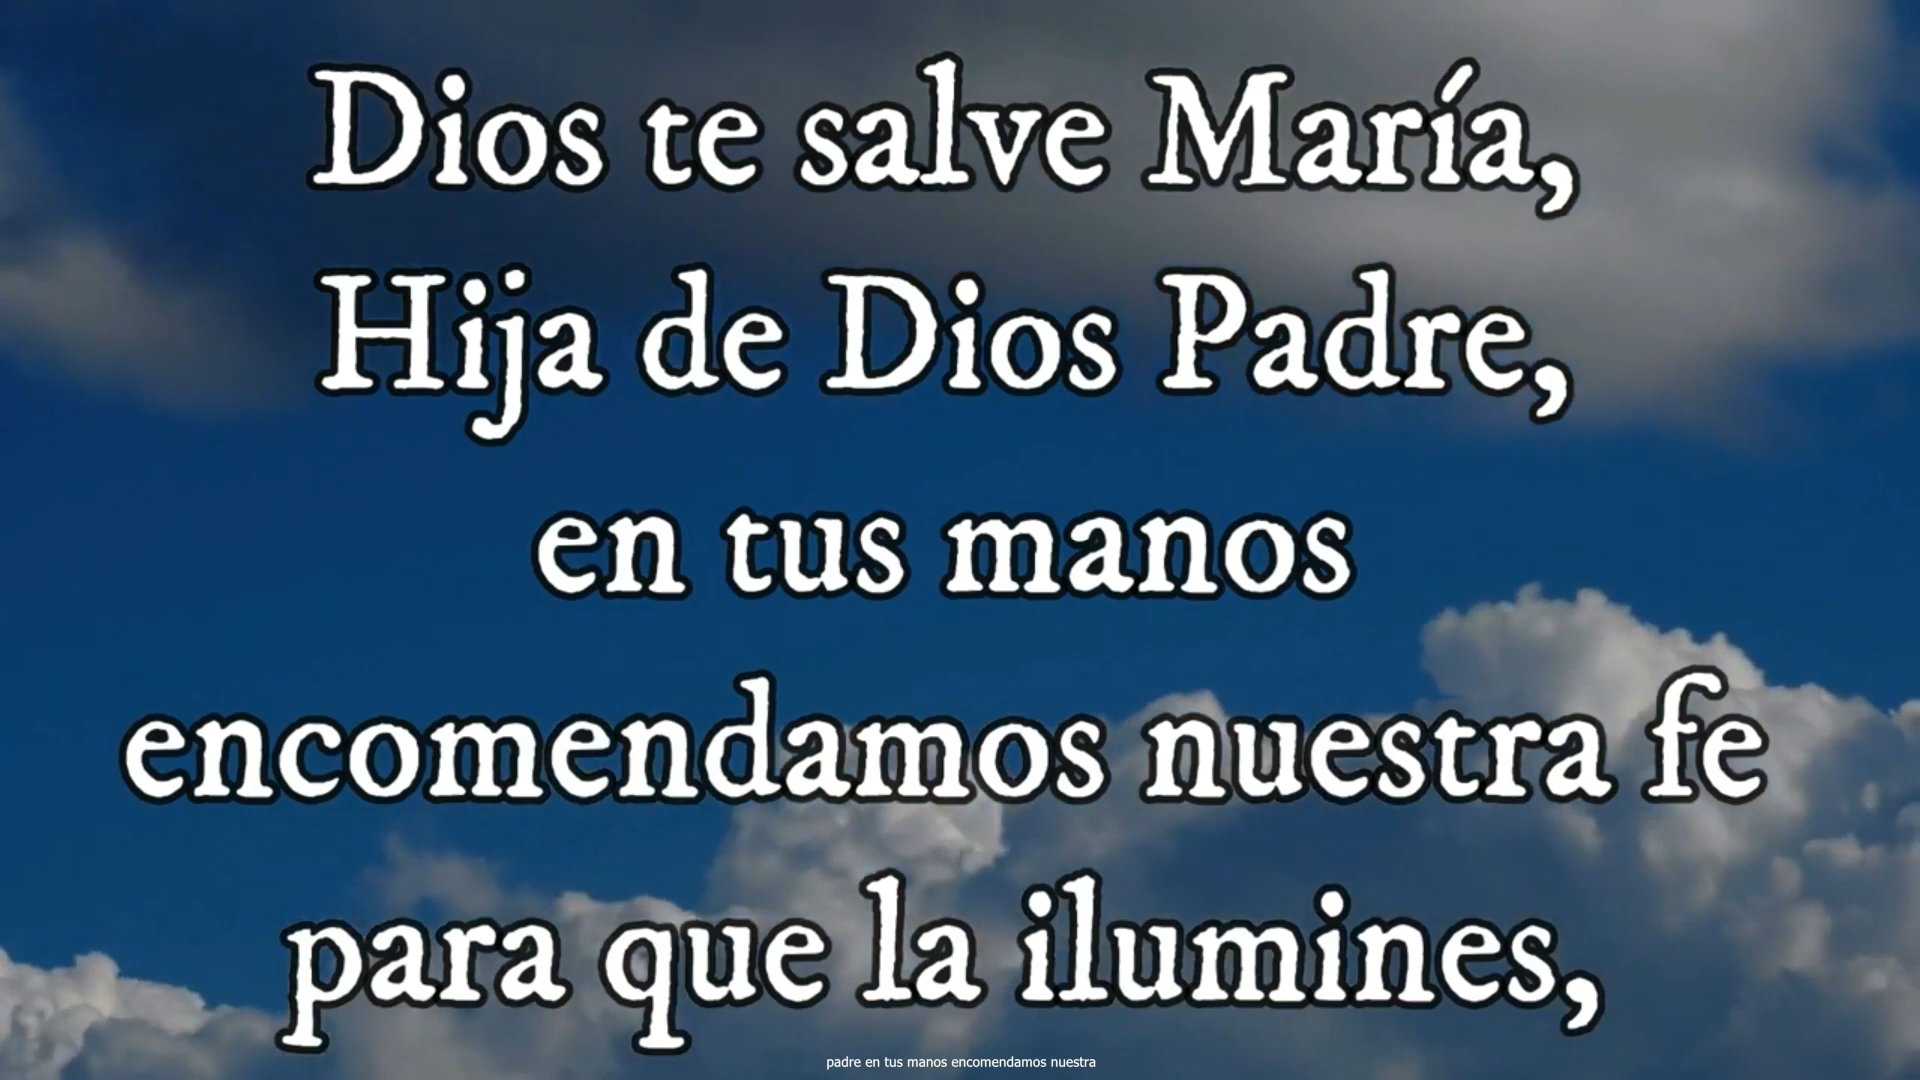 Dios te salve María,
Hija de Dios Padre,
en tus manos
encomendamos nuestra fe
para que la ilumines,
padre en tus manos encomendamos nuestra